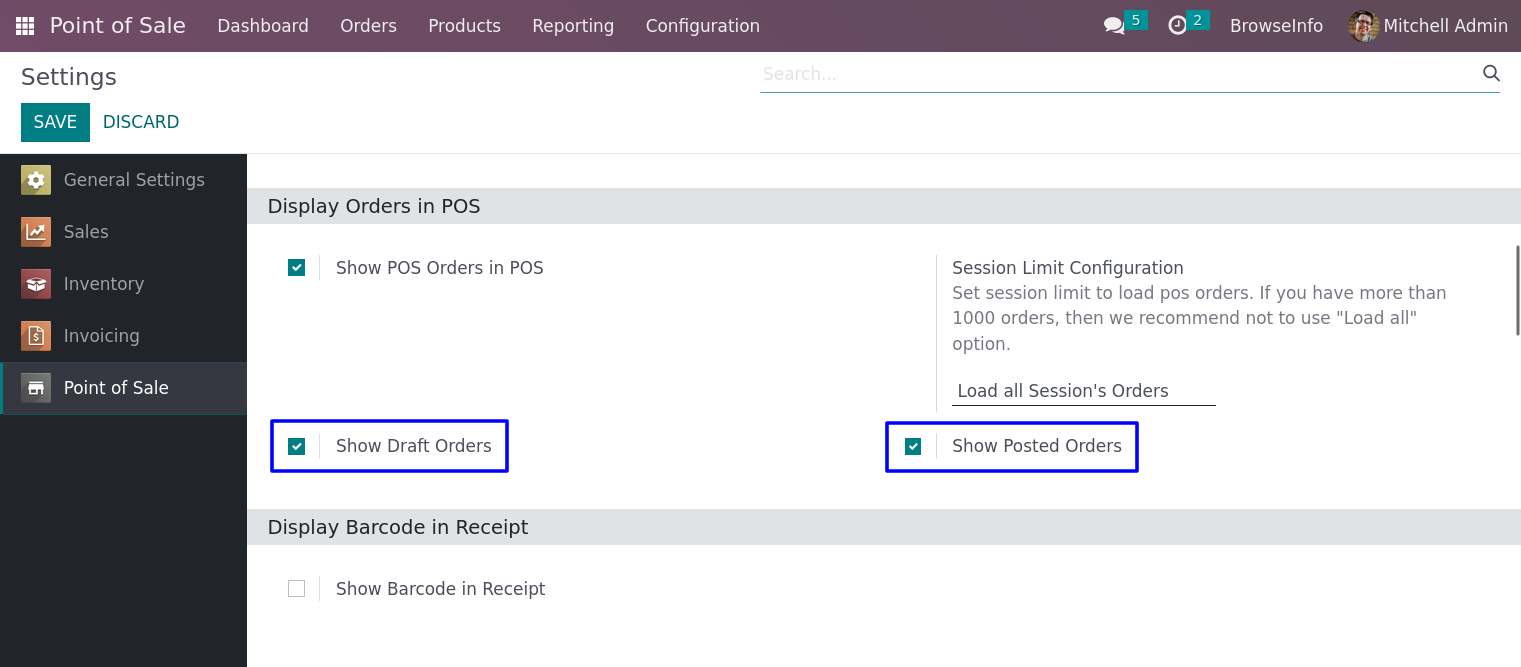 Point of Sale Dashboard Orders Products Reporting Configuration 5 2 BrowseInfo Mitchell Admin
Settings
Search...
SAVE DISCARD
General Settings
Sales
Inventory
Invoicing
Point of Sale
Display Orders in POS
Show POS Orders in POS
Session Limit Configuration
Set session limit to load pos orders. If you have more than
1000 orders, then we recommend not to use "Load all"
option.
Load all Session's Orders
Show Draft Orders
Show Posted Orders
Display Barcode in Receipt
Show Barcode in Receipt